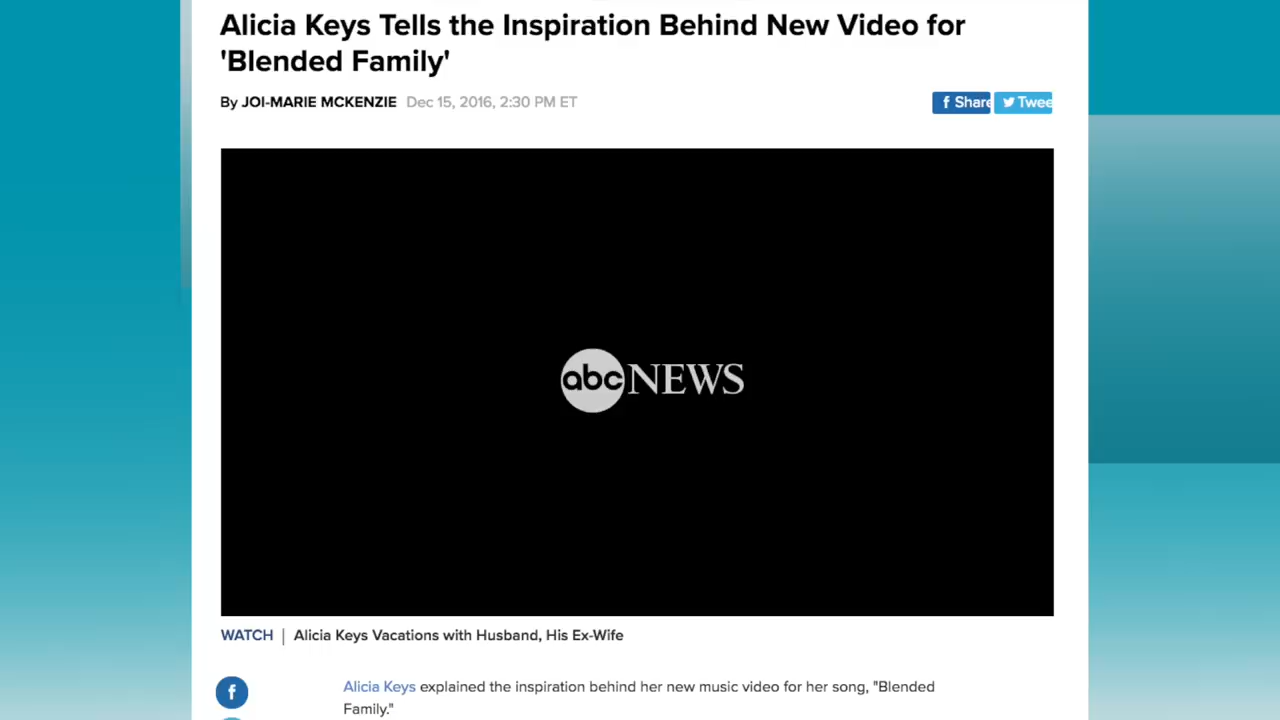 Alicia Keys Tells the Inspiration Behind New Video for
'Blended Family'
By JOI-MARIE MCKENZIE Dec 15, 2016, 2:30 PM ET
f Share Twee
abc NEWS
WATCH | Alicia Keys Vacations with Husband, His Ex-Wife
f
Alicia Keys explained the inspiration behind her new music video for her song, "Blended
Family."